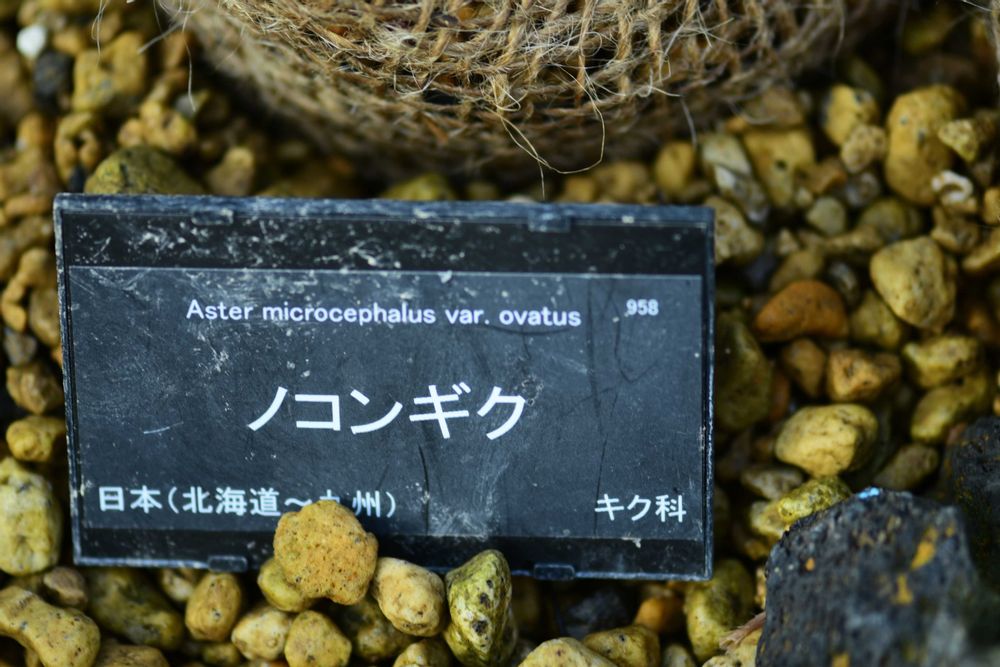 Aster microcephalus var. ovatus 958
ノコンギク
日本(北海道～九州) キク科